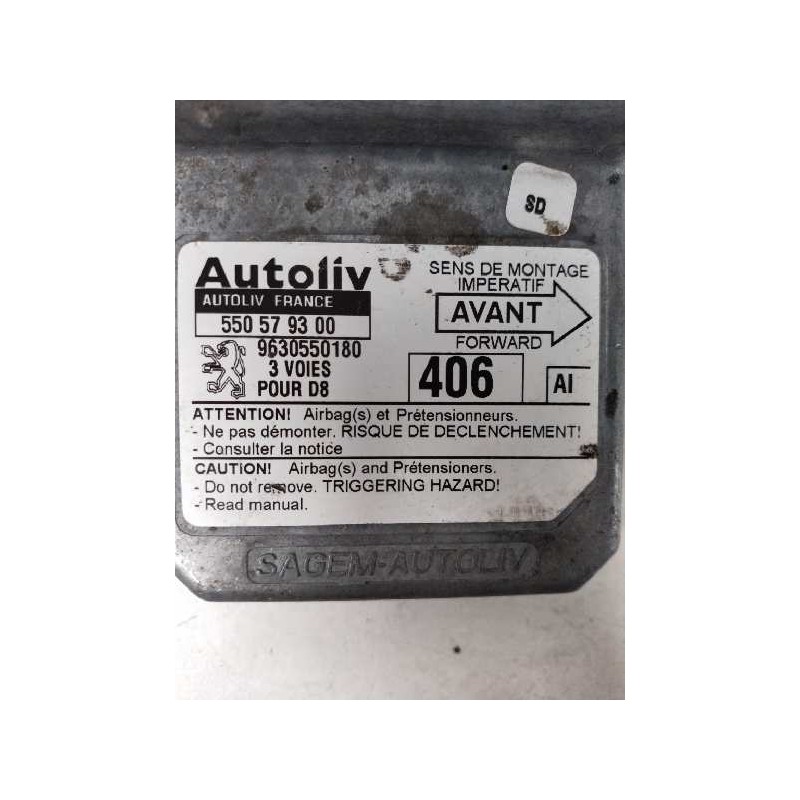 SD
Autoliv
AUTOLIV FRANCE
550 57 93 00
9630550180
3 VOIES
POUR D8
SENS DE MONTAGE
IMPERATIF
AVANT
FORWARD
406
AI
ATTENTION! Airbag(s) et Prétensionneurs.
- Ne pas démonter. RISQUE DE DECLENCHEMENT!
- Consulter la notice
CAUTION! Airbag(s) and Prétensioners.
- Do not remove. TRIGGERING HAZARD!
- Read manual.
SAGEM-AUTOLIV